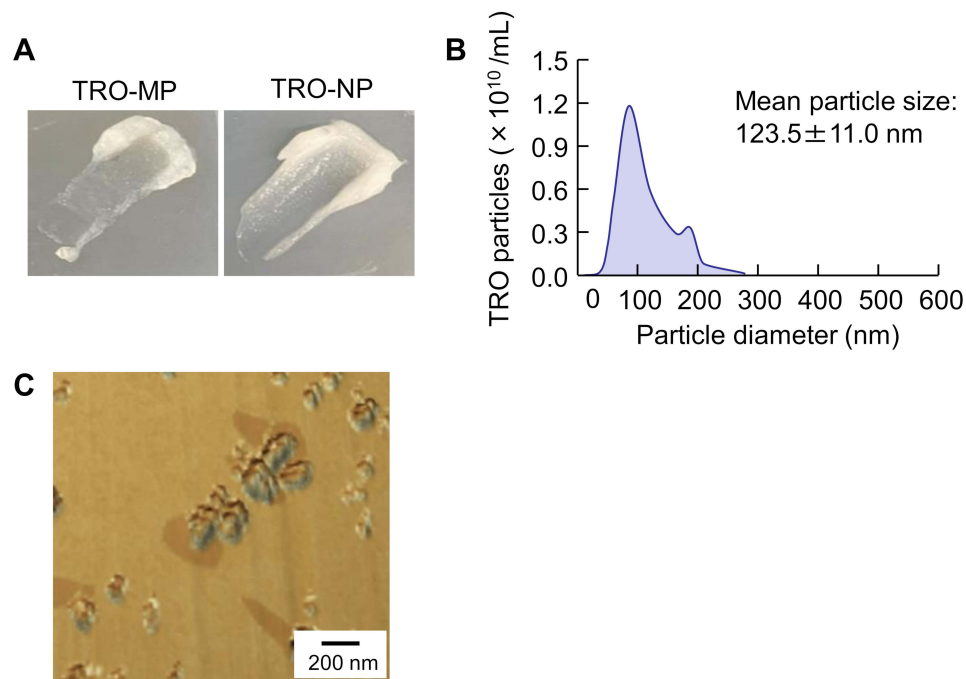 A
TRO-MP
TRO-NP
B
TRO particles (× 10¹⁰ /mL)
1.5
1.2
0.9
0.6
0.3
0.0
Mean particle size:
123.5±11.0 nm
0 100 200 300 400 500 600
Particle diameter (nm)
C
200 nm